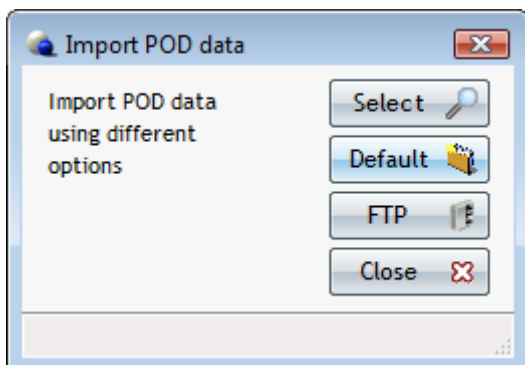 Import POD data
Import POD data
using different
options
Select
Default
FTP
Close